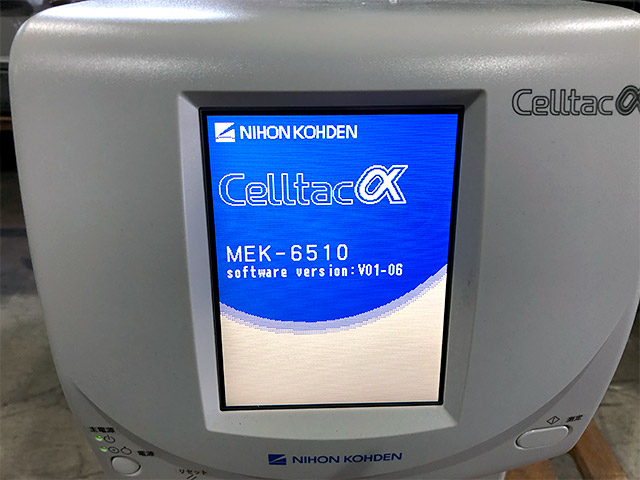 Celltac α
NIHON KOHDEN
Celltac α
MEK-6510
software version:V01-06
主電源
電源
リセット
測定
NIHON KOHDEN